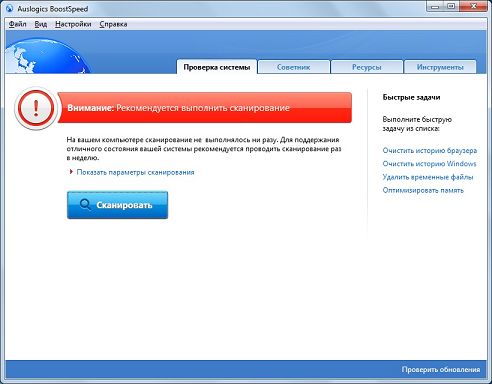 Auslogics BoostSpeed
Файл Вид Настройки Справка
Проверка системы Советник Ресурсы Инструменты
Внимание: Рекомендуется выполнить сканирование
На вашем компьютере сканирование не выполнялось ни разу. Для поддержания
отличного состояния вашей системы рекомендуется проводить сканирование раз
в неделю.
Показать параметры сканирования
Сканировать
Быстрые задачи
Выполните быструю
задачу из списка:
Очистить историю браузера
Очистить историю Windows
Удалить временные файлы
Оптимизировать память
Проверить обновления